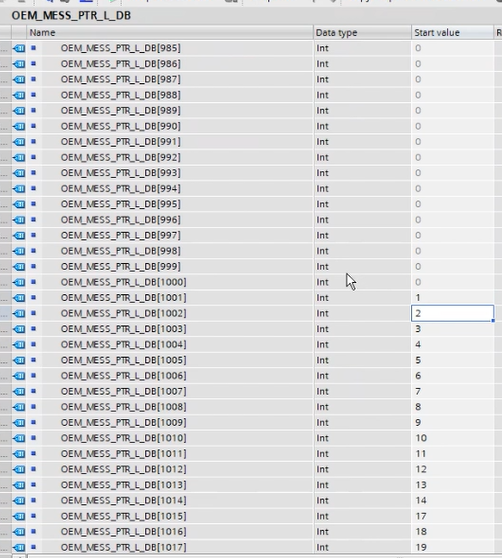 OEM_MESS_PTR_L_DB
Name Data type Start value R
... OEM_MESS_PTR_L_DB[985] Int 0
... OEM_MESS_PTR_L_DB[986] Int 0
... OEM_MESS_PTR_L_DB[987] Int 0
... OEM_MESS_PTR_L_DB[988] Int 0
... OEM_MESS_PTR_L_DB[989] Int 0
... OEM_MESS_PTR_L_DB[990] Int 0
... OEM_MESS_PTR_L_DB[991] Int 0
... OEM_MESS_PTR_L_DB[992] Int 0
... OEM_MESS_PTR_L_DB[993] Int 0
... OEM_MESS_PTR_L_DB[994] Int 0
... OEM_MESS_PTR_L_DB[995] Int 0
... OEM_MESS_PTR_L_DB[996] Int 0
... OEM_MESS_PTR_L_DB[997] Int 0
... OEM_MESS_PTR_L_DB[998] Int 0
... OEM_MESS_PTR_L_DB[999] Int 0
... OEM_MESS_PTR_L_DB[1000] Int 0
... OEM_MESS_PTR_L_DB[1001] Int 1
... OEM_MESS_PTR_L_DB[1002] Int 2
... OEM_MESS_PTR_L_DB[1003] Int 3
... OEM_MESS_PTR_L_DB[1004] Int 4
... OEM_MESS_PTR_L_DB[1005] Int 5
... OEM_MESS_PTR_L_DB[1006] Int 6
... OEM_MESS_PTR_L_DB[1007] Int 7
... OEM_MESS_PTR_L_DB[1008] Int 8
... OEM_MESS_PTR_L_DB[1009] Int 9
... OEM_MESS_PTR_L_DB[1010] Int 10
... OEM_MESS_PTR_L_DB[1011] Int 11
... OEM_MESS_PTR_L_DB[1012] Int 12
... OEM_MESS_PTR_L_DB[1013] Int 13
... OEM_MESS_PTR_L_DB[1014] Int 14
... OEM_MESS_PTR_L_DB[1015] Int 17
... OEM_MESS_PTR_L_DB[1016] Int 18
... OEM_MESS_PTR_L_DB[1017] Int 19